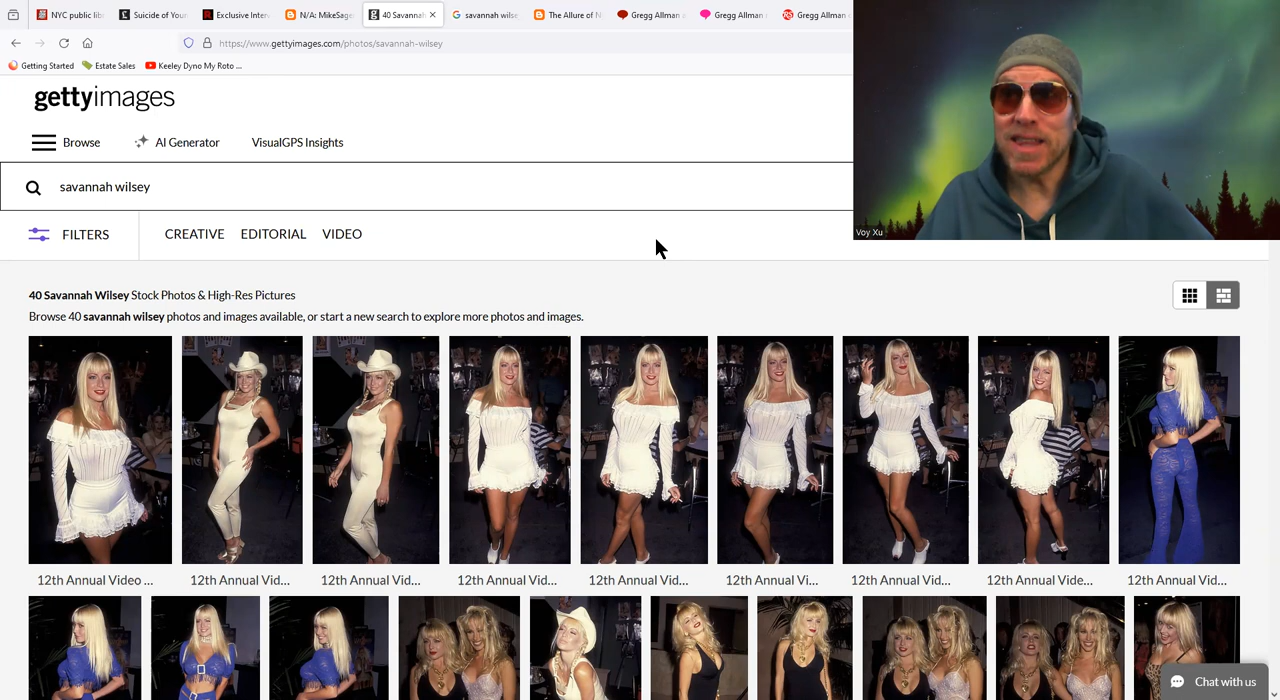 NYC public lib
Suicide of Youn
Exclusive Interv
N/A: MikeSage
40 Savannah
savannah wilse
The Allure of N
Gregg Allman a
Gregg Allman
Gregg Allman
https://www.gettyimages.com/photos/savannah-wilsey
Getting Started
Estate Sales
Keeley Dyno My Roto ...
gettyimages
Browse
AI Generator
VisualGPS Insights
savannah wilsey
Voy Xu
FILTERS
CREATIVE EDITORIAL VIDEO
40 Savannah Wilsey Stock Photos & High-Res Pictures
Browse 40 savannah wilsey photos and images available, or start a new search to explore more photos and images.
12th Annual Video ...
12th Annual Vid...
12th Annual Vid...
12th Annual Vid...
12th Annual Vid...
12th Annual Vi...
12th Annual Vid...
12th Annual Vide...
12th Annual Vid...
Chat with us